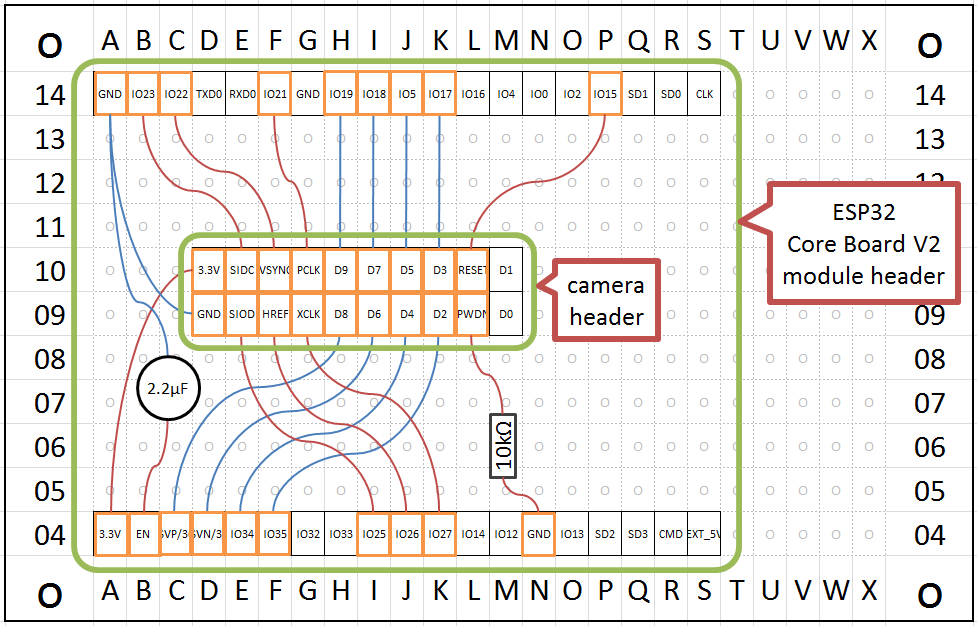 O A B C D E F G H I J K L M N O P Q R S T U V W X O
14 GND IO23 IO22 TXD0 RXD0 IO21 GND IO19 IO18 IO5 IO17 IO16 IO4 IO0 IO2 IO15 SD1 SD0 CLK 14
13 13
12 12
ESP32
Core Board V2
module header
11 11
10 3.3V SIDC VSYNC PCLK D9 D7 D5 D3 RESET D1 10
camera
header
09 GND SIOD HREF XCLK D8 D6 D4 D2 PWDN D0 09
08 08
2.2µF
07 07
10kΩ
06 06
05 05
04 3.3V EN SVP/3 SVN/3 IO34 IO35 IO32 IO33 IO25 IO26 IO27 IO14 IO12 GND IO13 SD2 SD3 CMD EXT_5V 04
O A B C D E F G H I J K L M N O P Q R S T U V W X O